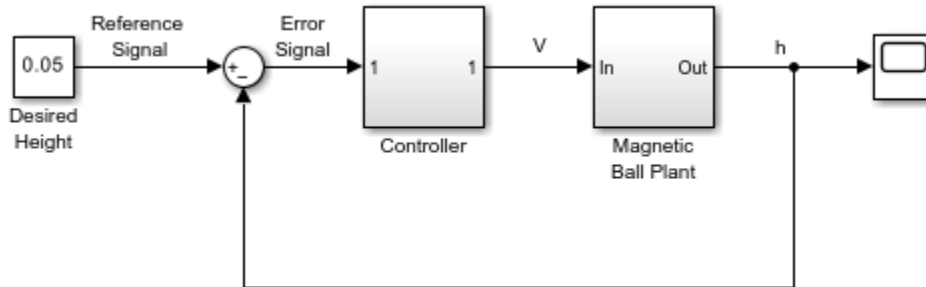 Reference
Signal
Error
Signal
0.05
+
−
1
1
V
In
Out
h
Desired
Height
Controller
Magnetic
Ball Plant